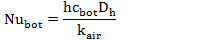 Nu_bot = hc_bot D_h / k_air